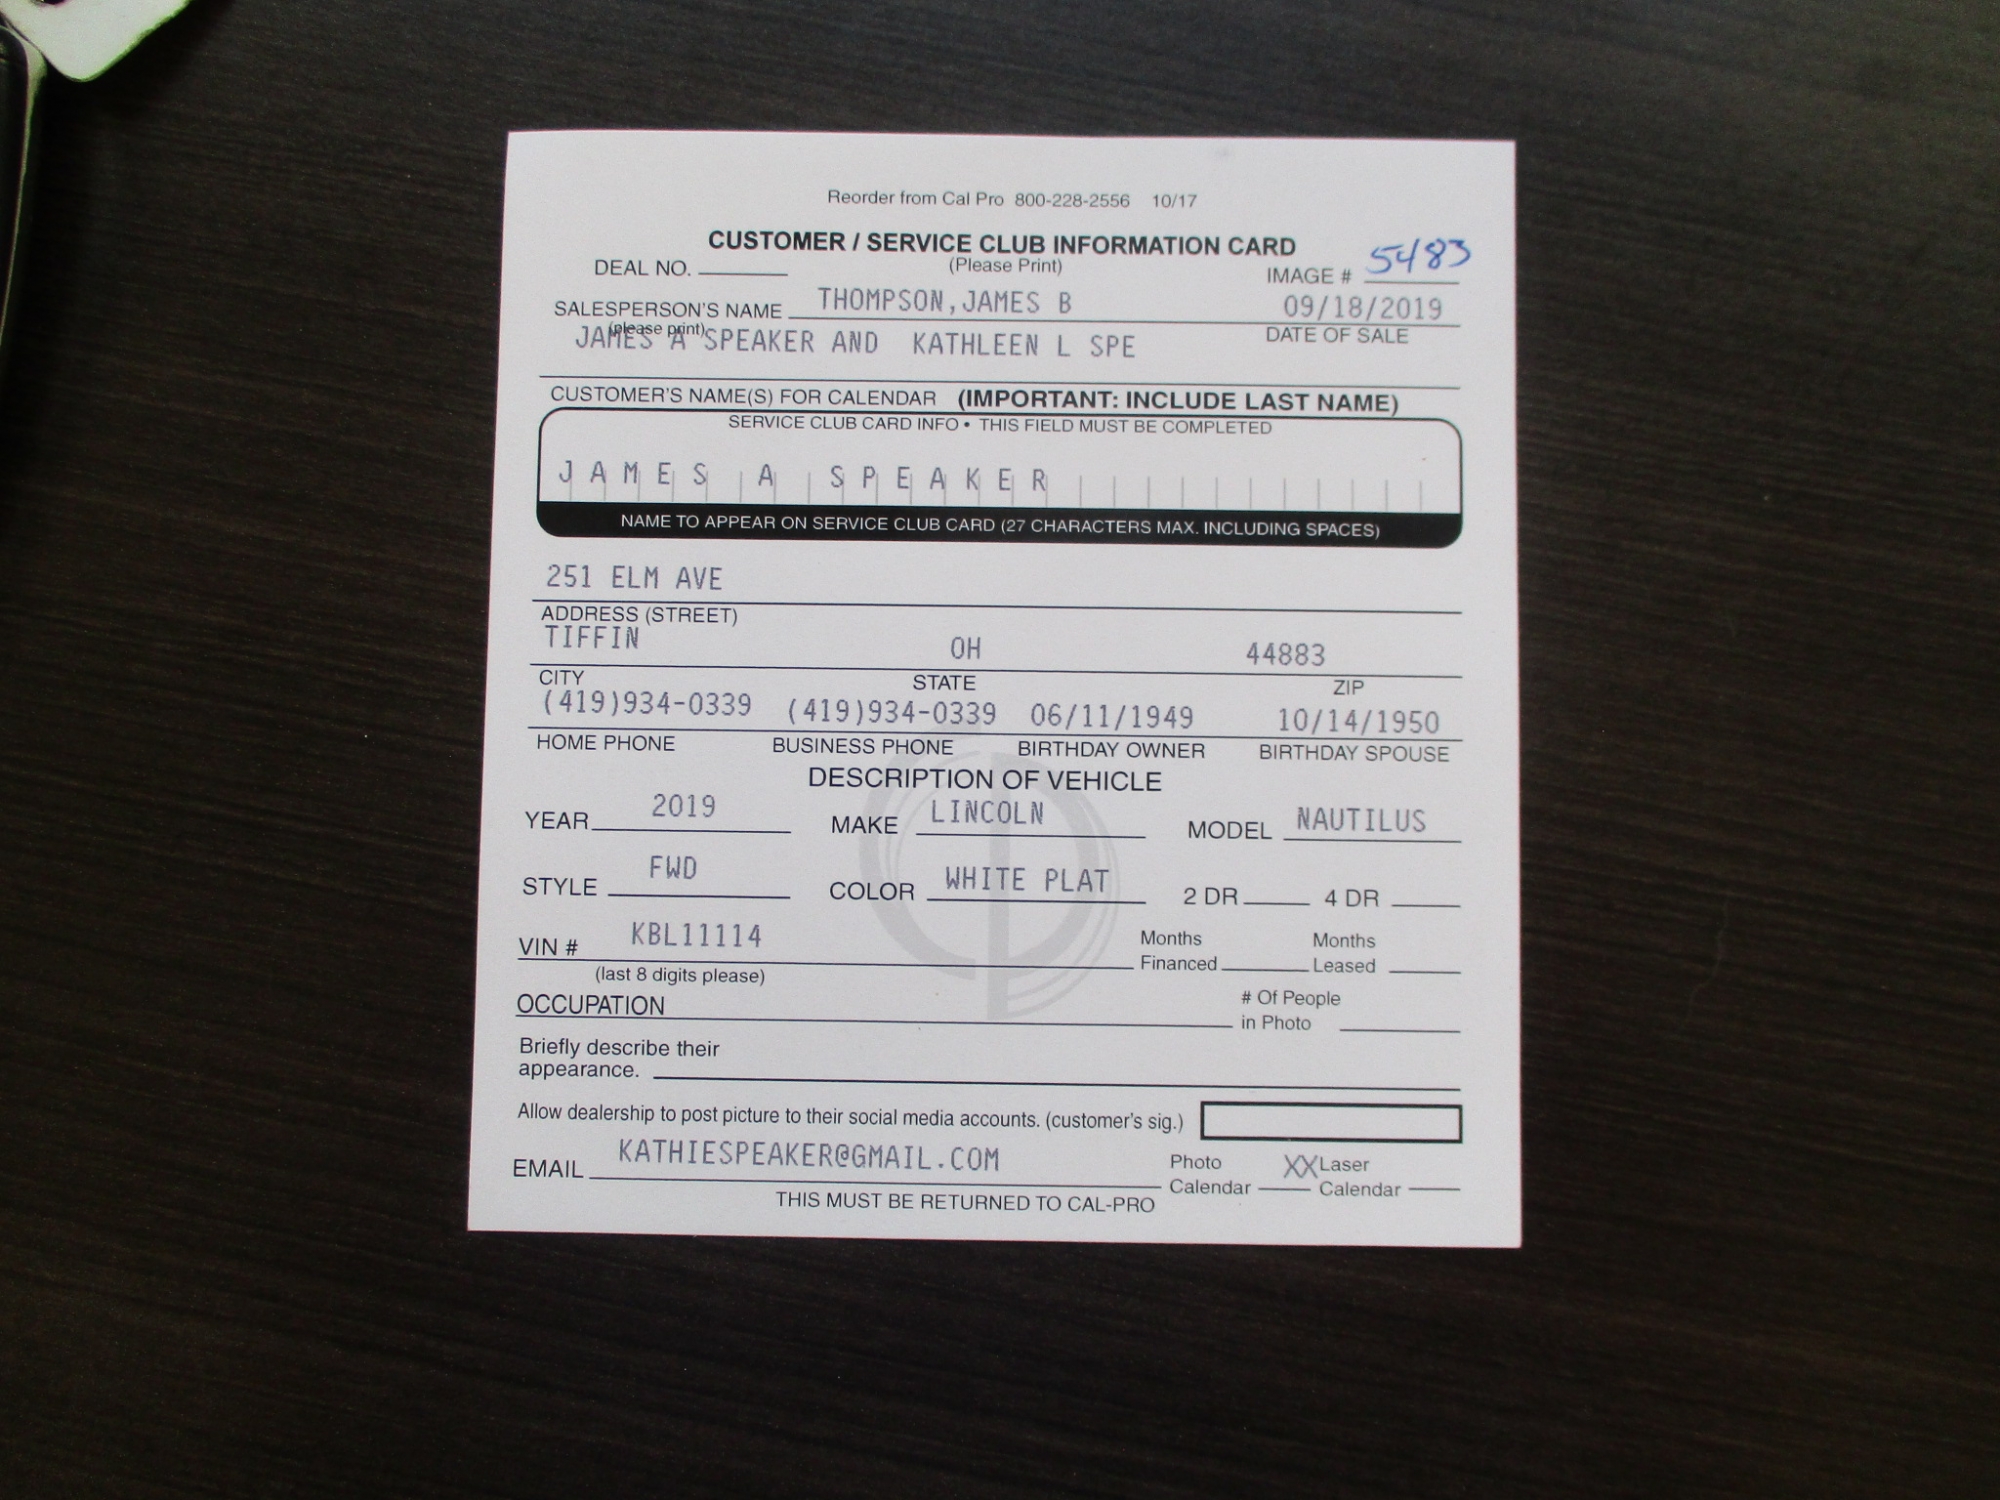 Reorder from Cal Pro 800-228-2556 10/17
CUSTOMER / SERVICE CLUB INFORMATION CARD
(Please Print)
DEAL NO.
IMAGE # 5483
SALESPERSON'S NAME THOMPSON,JAMES B 09/18/2019
(please print) DATE OF SALE
JAMES A SPEAKER AND KATHLEEN L SPE
CUSTOMER'S NAME(S) FOR CALENDAR (IMPORTANT: INCLUDE LAST NAME)
SERVICE CLUB CARD INFO • THIS FIELD MUST BE COMPLETED
JAMES A SPEAKER
NAME TO APPEAR ON SERVICE CLUB CARD (27 CHARACTERS MAX. INCLUDING SPACES)
251 ELM AVE
ADDRESS (STREET)
TIFFIN OH 44883
CITY STATE ZIP
(419)934-0339 (419)934-0339 06/11/1949 10/14/1950
HOME PHONE BUSINESS PHONE BIRTHDAY OWNER BIRTHDAY SPOUSE
DESCRIPTION OF VEHICLE
YEAR 2019 MAKE LINCOLN MODEL NAUTILUS
STYLE FWD COLOR WHITE PLAT 2 DR 4 DR
VIN # KBL11114 Months Financed Months Leased
(last 8 digits please)
OCCUPATION # Of People in Photo
Briefly describe their
appearance.
Allow dealership to post picture to their social media accounts. (customer's sig.)
EMAIL KATHIESPEAKER@GMAIL.COM Photo Calendar XX Laser Calendar
THIS MUST BE RETURNED TO CAL-PRO